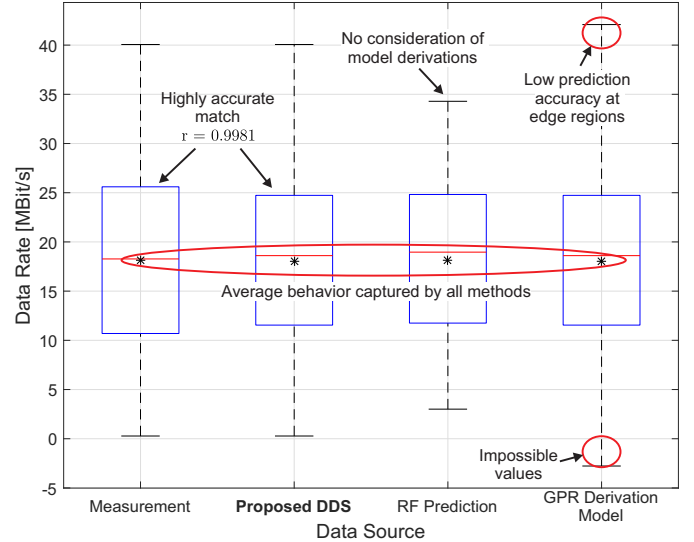 Data Rate [MBit/s]
40
35
30
25
20
15
10
5
0
-5
No consideration of
model derivations
Highly accurate
match
r = 0.9981
Low prediction
accuracy at
edge regions
Average behavior captured by all methods
Impossible
values
Measurement
Proposed DDS
RF Prediction
GPR Derivation
Model
Data Source